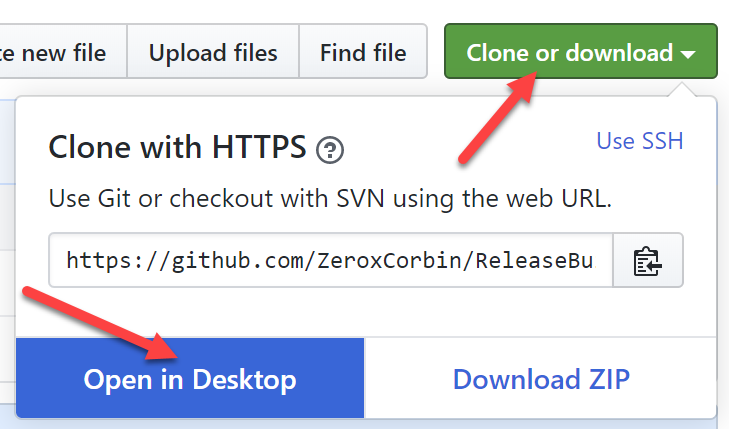 new file
Upload files
Find file
Clone or download
Clone with HTTPS
Use SSH
Use Git or checkout with SVN using the web URL.
https://github.com/ZeroxCorbin/ReleaseBu
Open in Desktop
Download ZIP